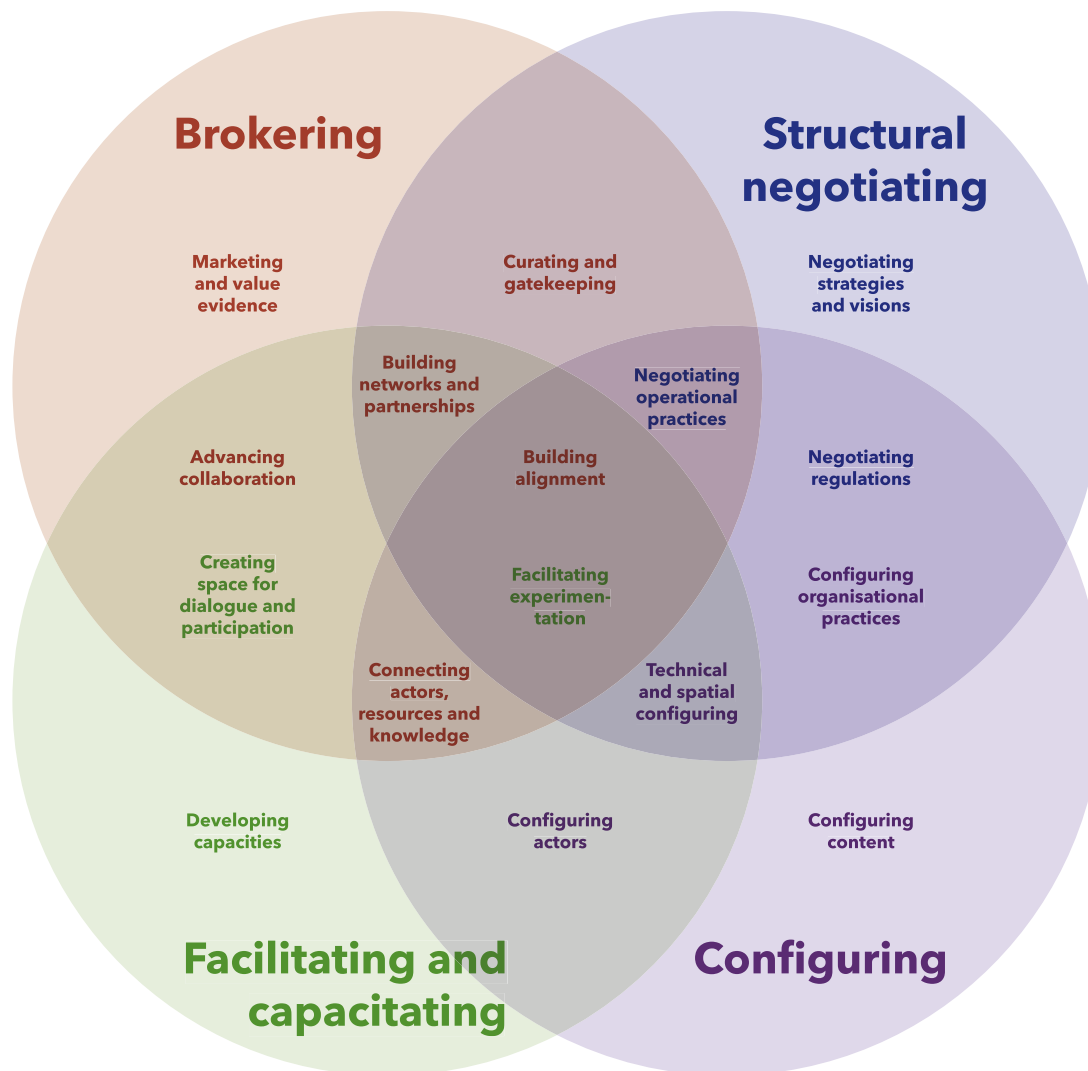 Brokering
Structural
negotiating
Marketing
and value
evidence
Curating and
gatekeeping
Negotiating
strategies
and visions
Building
networks and
partnerships
Negotiating
operational
practices
Advancing
collaboration
Building
alignment
Negotiating
regulations
Creating
space for
dialogue and
participation
Facilitating
experimen-
tation
Configuring
organisational
practices
Connecting
actors,
resources and
knowledge
Technical
and spatial
configuring
Developing
capacities
Configuring
actors
Configuring
content
Facilitating and
capacitating
Configuring